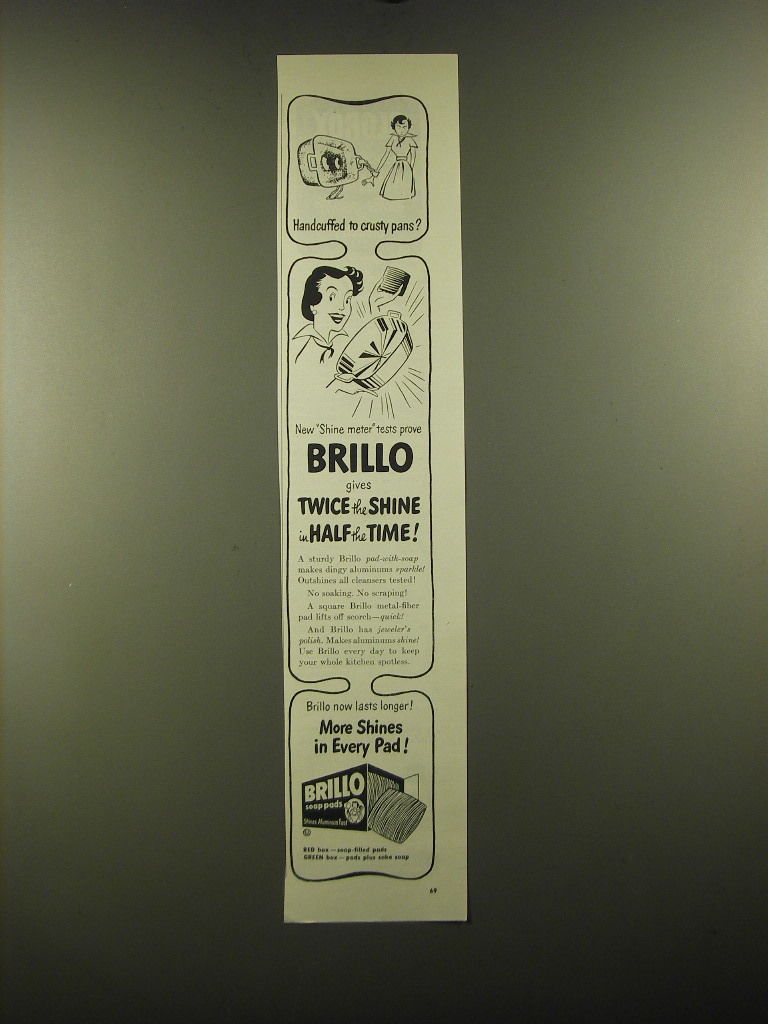 Handcuffed to crusty pans?
New "Shine meter" tests prove
BRILLO
gives
TWICE the SHINE
in HALF the TIME!
A sturdy Brillo pad-with-soap
makes dingy aluminums sparkle!
Outshines all cleansers tested!
No soaking. No scraping!
A square Brillo metal-fiber
pad lifts off scorch—quick!
And Brillo has jeweler's
polish. Makes aluminums shine!
Use Brillo every day to keep
your whole kitchen spotless.
Brillo now lasts longer!
More Shines
in Every Pad!
BRILLO
soap pads
Shines Aluminum Fast
RED box—soap-filled pads
GREEN box—pads plus cake soap
69